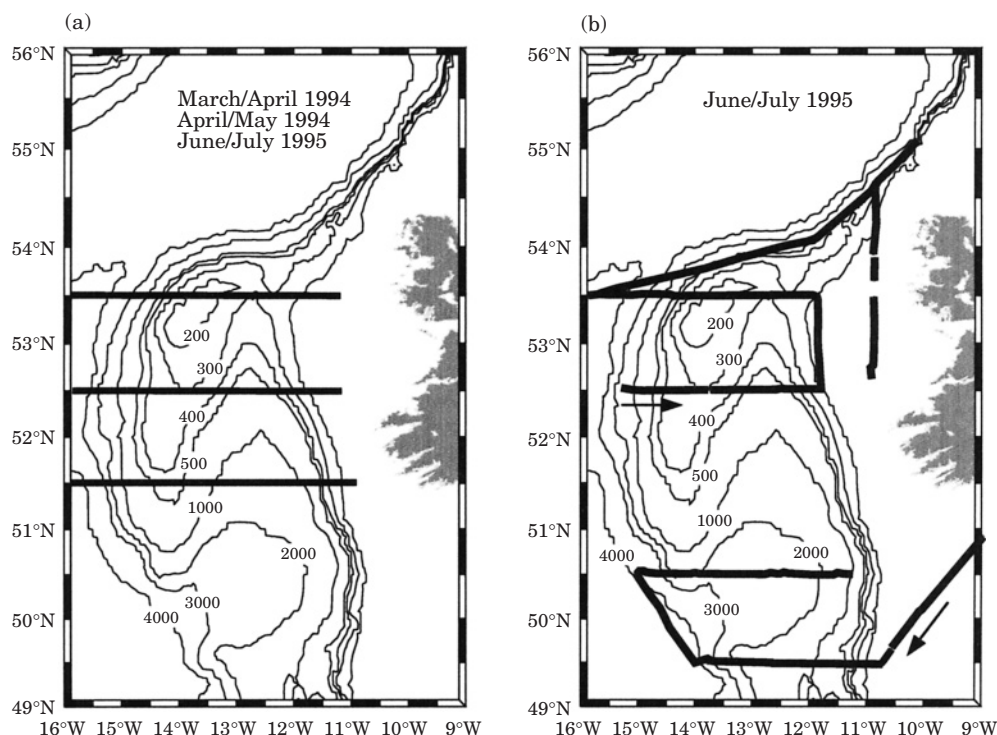 (a)
(b)
56°N
55°N
54°N
53°N
52°N
51°N
50°N
49°N
16°W 15°W 14°W 13°W 12°W 11°W 10°W 9°W
March/April 1994
April/May 1994
June/July 1995
200
300
400
500
1000
2000
3000
4000
56°N
55°N
54°N
53°N
52°N
51°N
50°N
49°N
16°W 15°W 14°W 13°W 12°W 11°W 10°W 9°W
June/July 1995
200
300
400
500
1000
4000
2000
3000